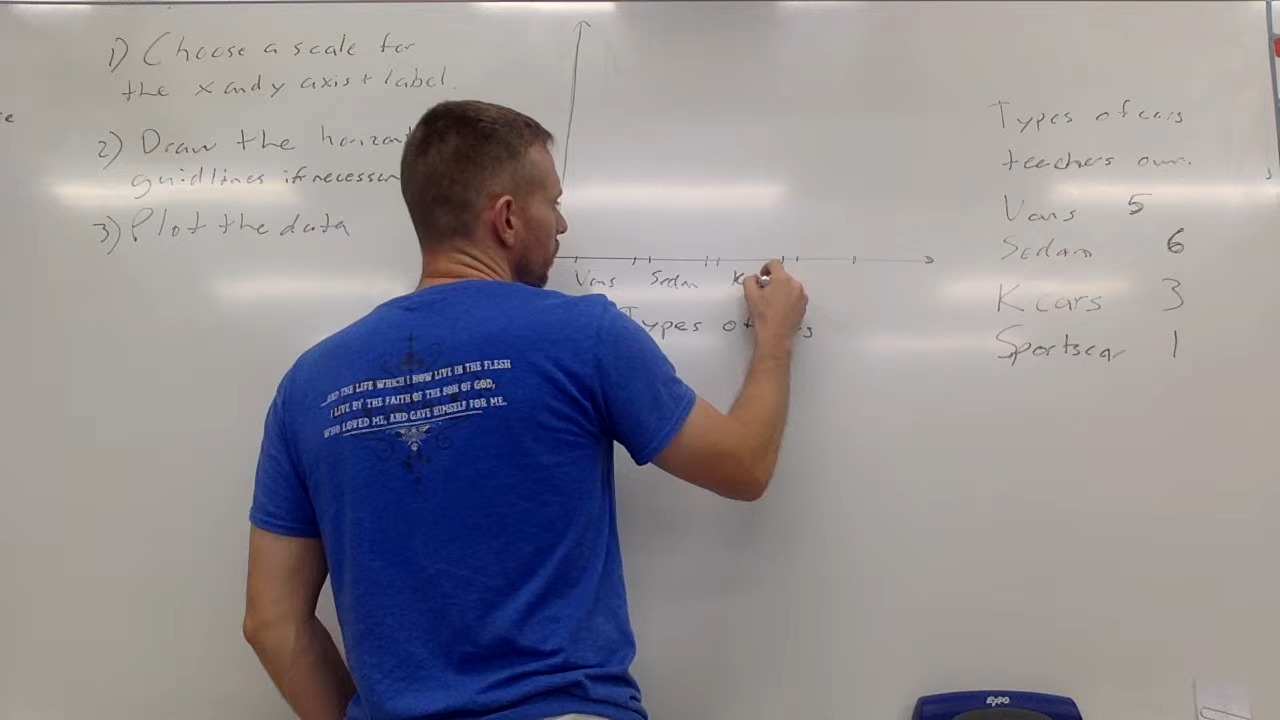 1) Choose a scale for
the x and y axis + label.
2) Draw the horizon
guidlines if necessary
3) Plot the data
Vans Sedan K
Types of
Types of cars
teachers own.
Vans 5
Sedan 6
K cars 3
Sportscar 1
AND THE LIFE WHICH I NOW LIVE IN THE FLESH
I LIVE BY THE FAITH OF THE SON OF GOD,
WHO LOVED ME, AND GAVE HIMSELF FOR ME.
EXPO